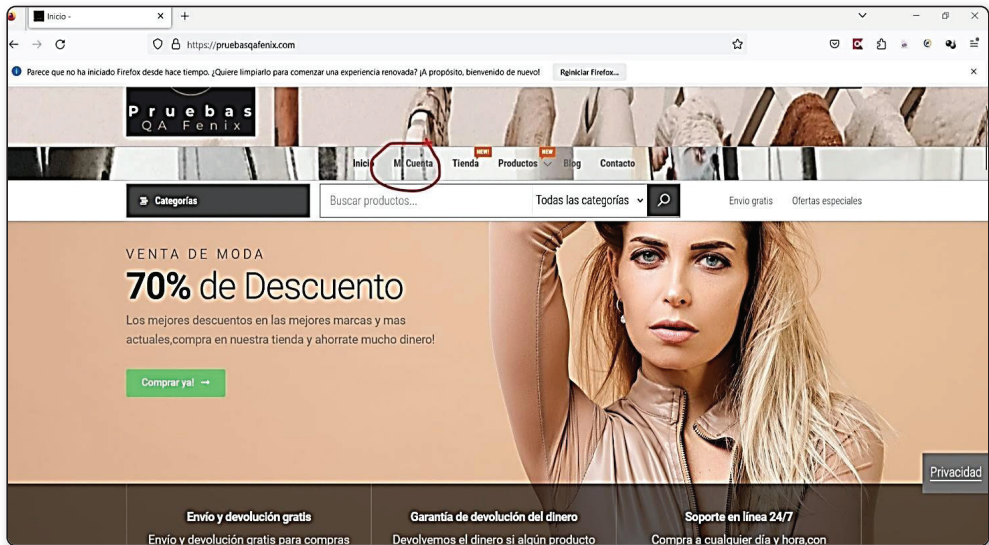 Inicio -
https://pruebasqafenix.com
Parece que no ha iniciado Firefox desde hace tiempo. ¿Quiere limpiarlo para comenzar una experiencia renovada? ¡A propósito, bienvenido de nuevo! Reiniciar Firefox...
Pruebas
QA Fenix
NEW! NEW
Inicio Mi Cuenta Tienda Productos Blog Contacto
Categorías Buscar productos... Todas las categorías Envio gratis Ofertas especiales
VENTA DE MODA
70% de Descuento
Los mejores descuentos en las mejores marcas y mas
actuales,compra en nuestra tienda y ahorrate mucho dinero!
Comprar ya! →
Privacidad
Envío y devolución gratis Garantía de devolución del dinero Soporte en línea 24/7
Envío y devolución gratis para compras Devolvemos el dinero si algún producto Compra a cualquier día y hora,con